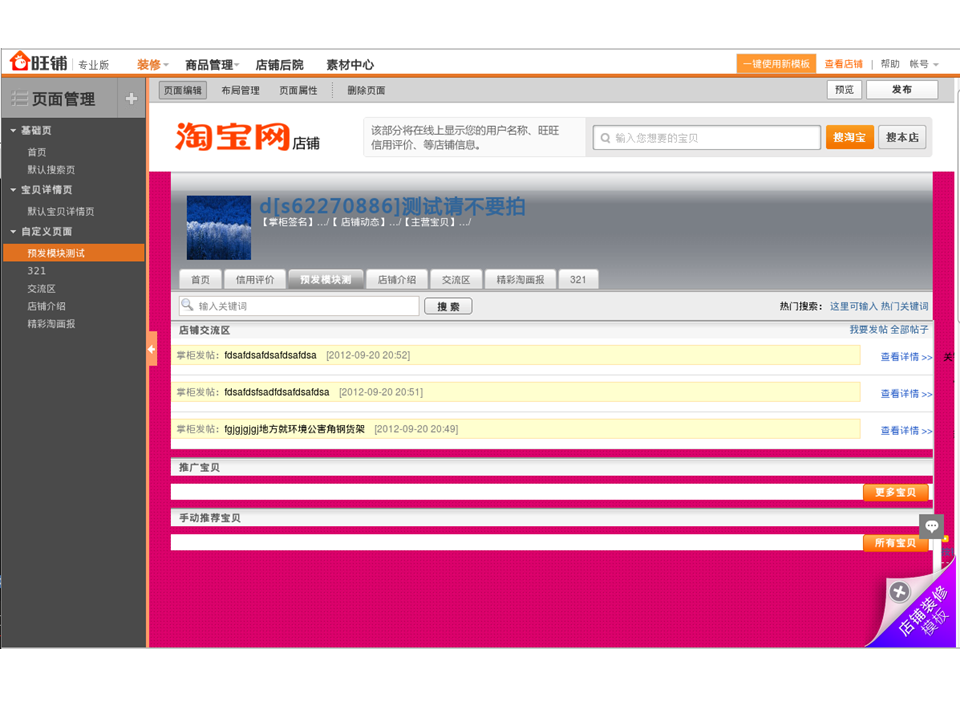 旺铺 专业版 装修 商品管理 店铺后院 素材中心 一键使用新模板 查看店铺 | 帮助 帐号
页面管理 页面编辑 布局管理 页面属性 删除页面 预览 发布
基础页
首页
默认搜索页
宝贝详情页
默认宝贝详情页
自定义页面
预发模块测试
321
交流区
店铺介绍
精彩淘画报
淘宝网店铺
该部分将在线上显示您的用户名称、旺旺
信用评价、等店铺信息。
输入您想要的宝贝 搜淘宝 搜本店
d[s62270886]测试请不要拍
【掌柜签名】.../【 店铺动态】.../【主营宝贝】.../
首页 信用评价 预发模块测 店铺介绍 交流区 精彩淘画报 321
输入关键词 搜 索 热门搜索： 这里可输入 热门关键词
店铺交流区 我要发帖 全部帖子
掌柜发帖： fdsafdsafdsafdsafdsa [2012-09-20 20:52] 查看详情 >>
掌柜发帖： fdsafdsfsadfdsafdsafdsa [2012-09-20 20:51] 查看详情 >>
掌柜发帖： fgjgjgjgj地方就环境公害角钢货架 [2012-09-20 20:49] 查看详情 >>
推广宝贝
更多宝贝
手动推荐宝贝
所有宝贝
店铺装修
模板